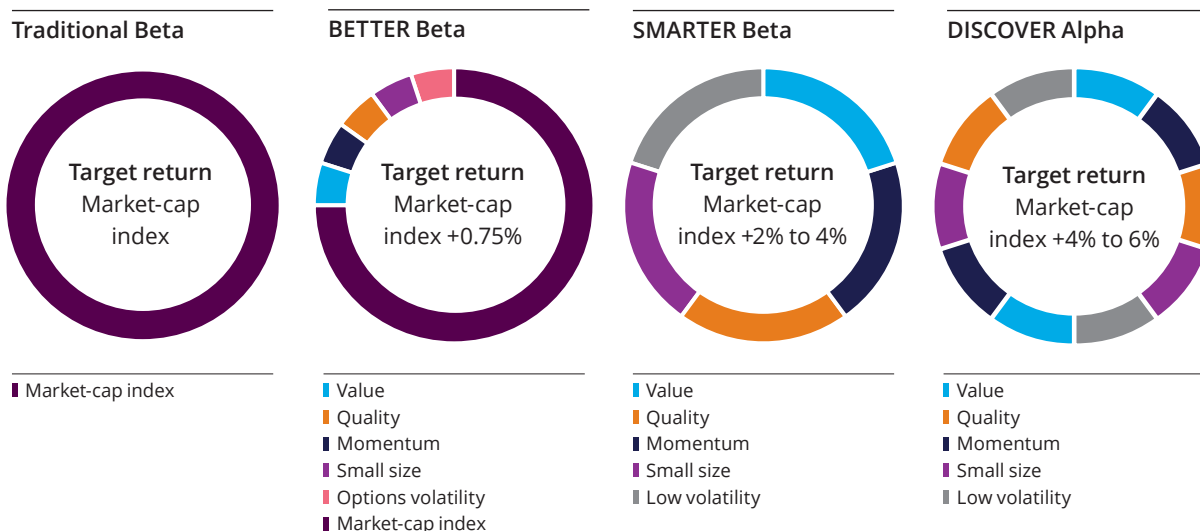 Traditional Beta
Target return
Market-cap
index
Market-cap index
BETTER Beta
Target return
Market-cap
index +0.75%
Value
Quality
Momentum
Small size
Options volatility
Market-cap index
SMARTER Beta
Target return
Market-cap
index +2% to 4%
Value
Quality
Momentum
Small size
Low volatility
DISCOVER Alpha
Target return
Market-cap
index +4% to 6%
Value
Quality
Momentum
Small size
Low volatility